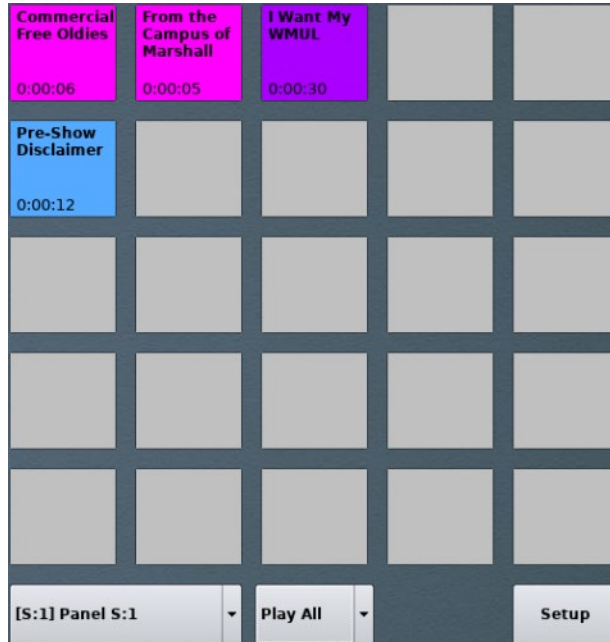 Commercial
Free Oldies
0:00:06
From the
Campus of
Marshall
0:00:05
I Want My
WMUL
0:00:30
Pre-Show
Disclaimer
0:00:12
[S:1] Panel S:1
Play All
Setup